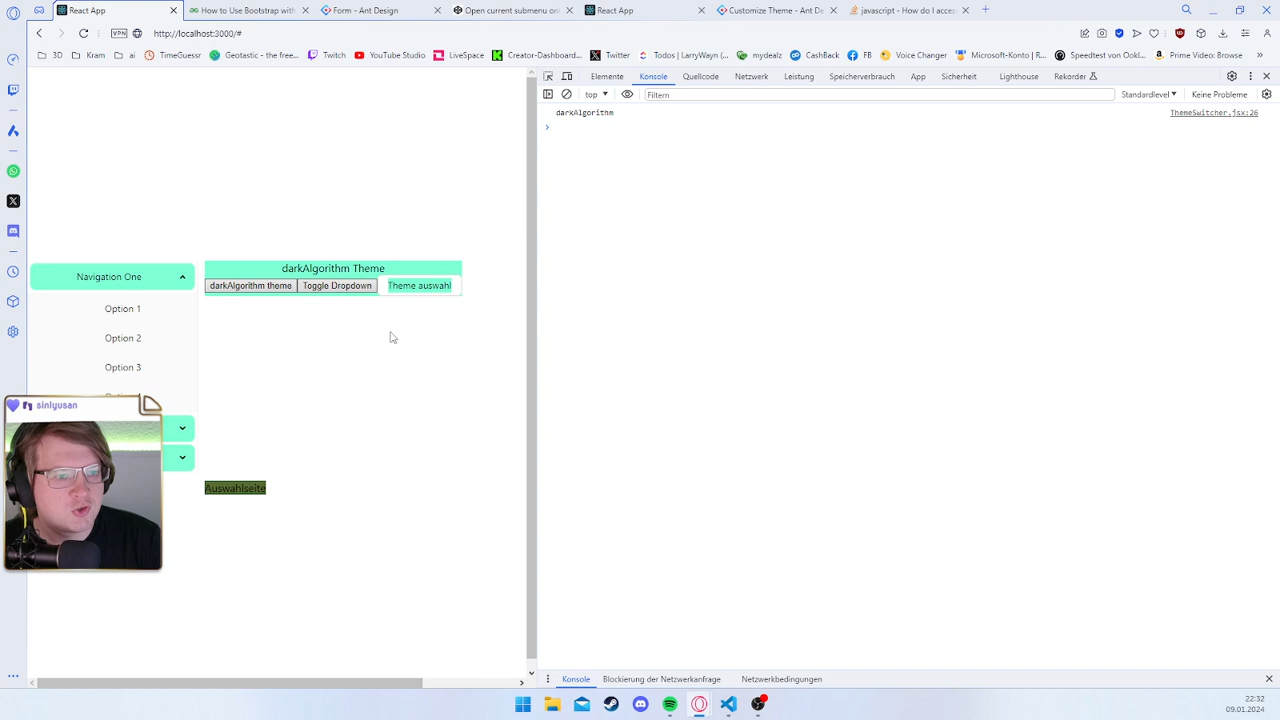 React App
How to Use Bootstrap with
Form - Ant Design
Open current submenu onl
React App
Customize Theme - Ant De
javascript - How do I acces
VPN
http://localhost:3000/#
3D
Kram
ai
TimeGuessr
Geotastic - the free...
Twitch
YouTube Studio
LiveSpace
Creator-Dashboard...
Twitter
Todos | LarryWayn (...
mydealz
CashBack
FB
Voice Changer
Microsoft-Konto | R...
Speedtest von Ookl...
Prime Video: Browse
Elemente
Konsole
Quellcode
Netzwerk
Leistung
Speicherverbrauch
App
Sicherheit
Lighthouse
Rekorder
top
Filtern
Standardlevel
Keine Probleme
darkAlgorithm
ThemeSwitcher.jsx:26
Navigation One
Option 1
Option 2
Option 3
darkAlgorithm Theme
darkAlgorithm theme
Toggle Dropdown
Theme auswahl
Auswahlseite
sinlyusan
Konsole
Blockierung der Netzwerkanfrage
Netzwerkbedingungen
22:32
09.01.2024